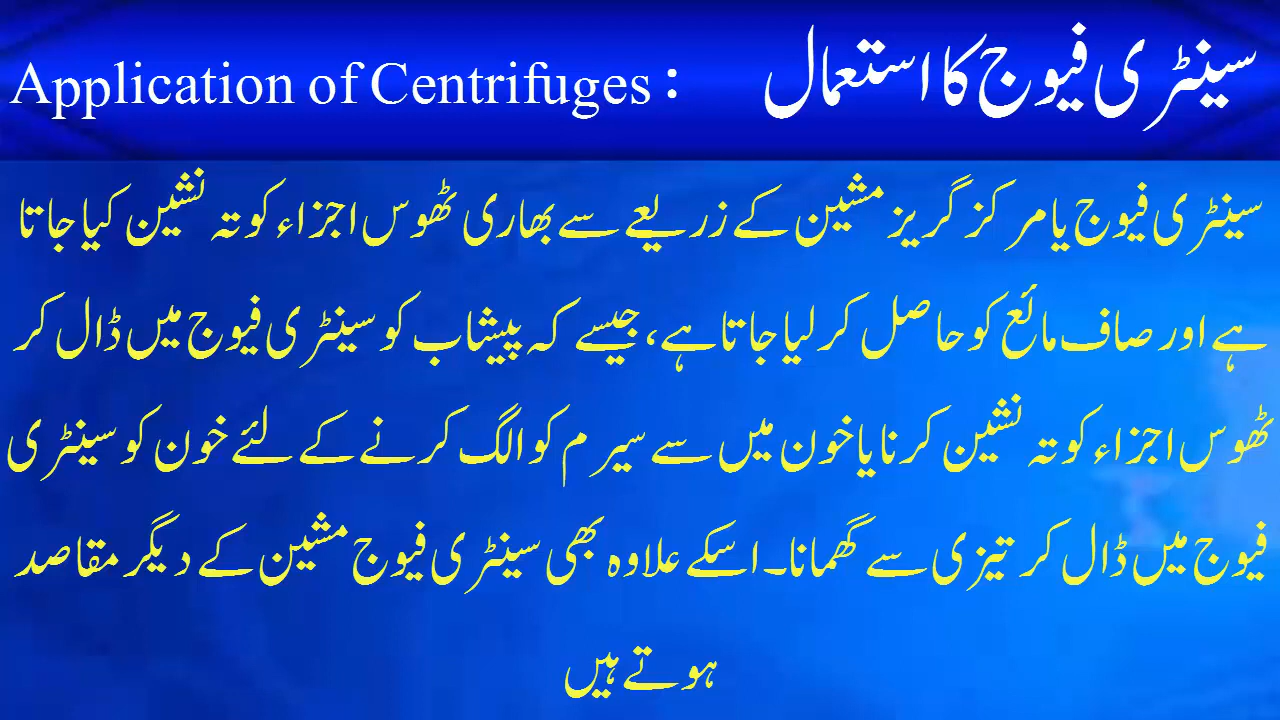 سینٹری فیوج کا استعمال : Application of Centrifuges
سینٹری فیوج یا مرکز گریز مشین کے زریعے سے بھاری ٹھوس اجزاء کو تہ نشین کیا جاتا
ہے اور صاف مائع کو حاصل کر لیا جاتا ہے، جیسے کہ پیشاب کو سینٹری فیوج میں ڈال کر
ٹھوس اجزاء کو تہ نشین کرنا یا خون میں سے سیرم کو الگ کرنے کے لئے خون کو سینٹری
فیوج میں ڈال کر تیزی سے گھمانا۔ اسکے علاوہ بھی سینٹری فیوج مشین کے دیگر مقاصد
ہوتے ہیں